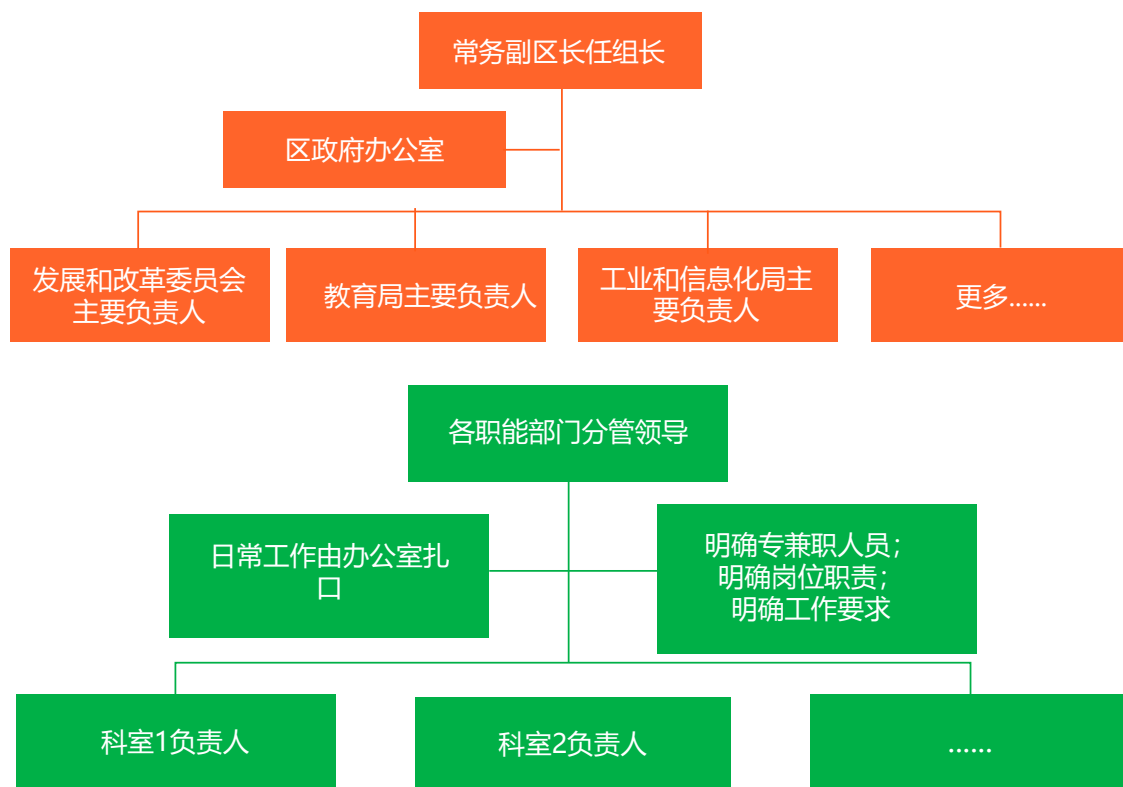 常务副区长任组长
区政府办公室
发展和改革委员会
主要负责人
教育局主要负责人
工业和信息化局主
要负责人
更多......
各职能部门分管领导
日常工作由办公室扎
口
明确专兼职人员；
明确岗位职责；
明确工作要求
科室1负责人
科室2负责人
......